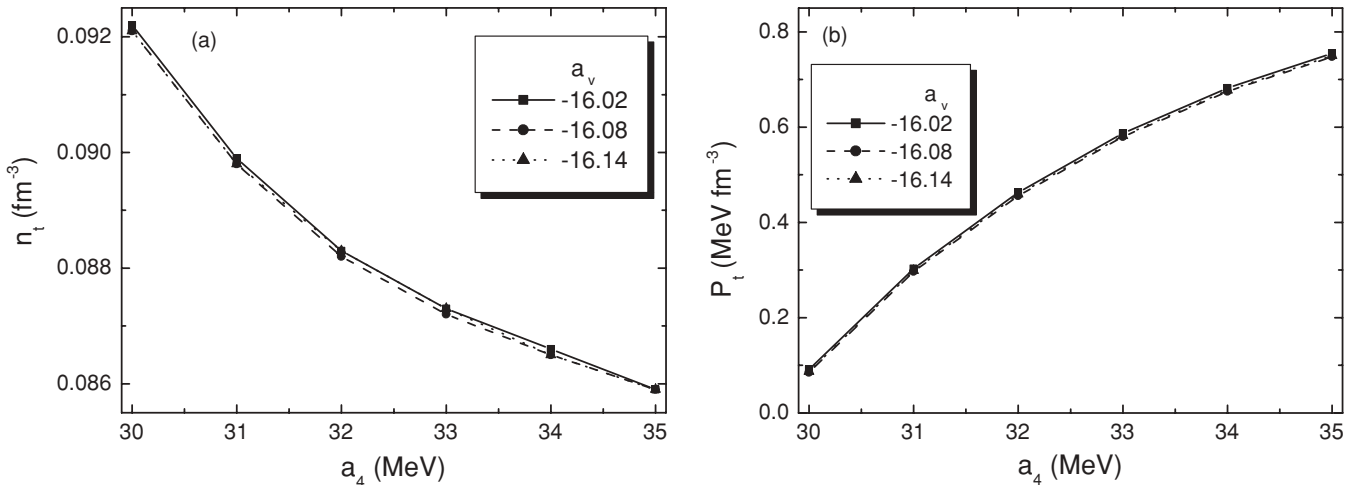 (a)
a_v
-16.02
-16.08
-16.14
0.092
0.090
0.088
0.086
n_t (fm^-3)
30 31 32 33 34 35
a_4 (MeV)
(b)
a_v
-16.02
-16.08
-16.14
0.8
0.6
0.4
0.2
0.0
P_t (MeV fm^-3)
30 31 32 33 34 35
a_4 (MeV)